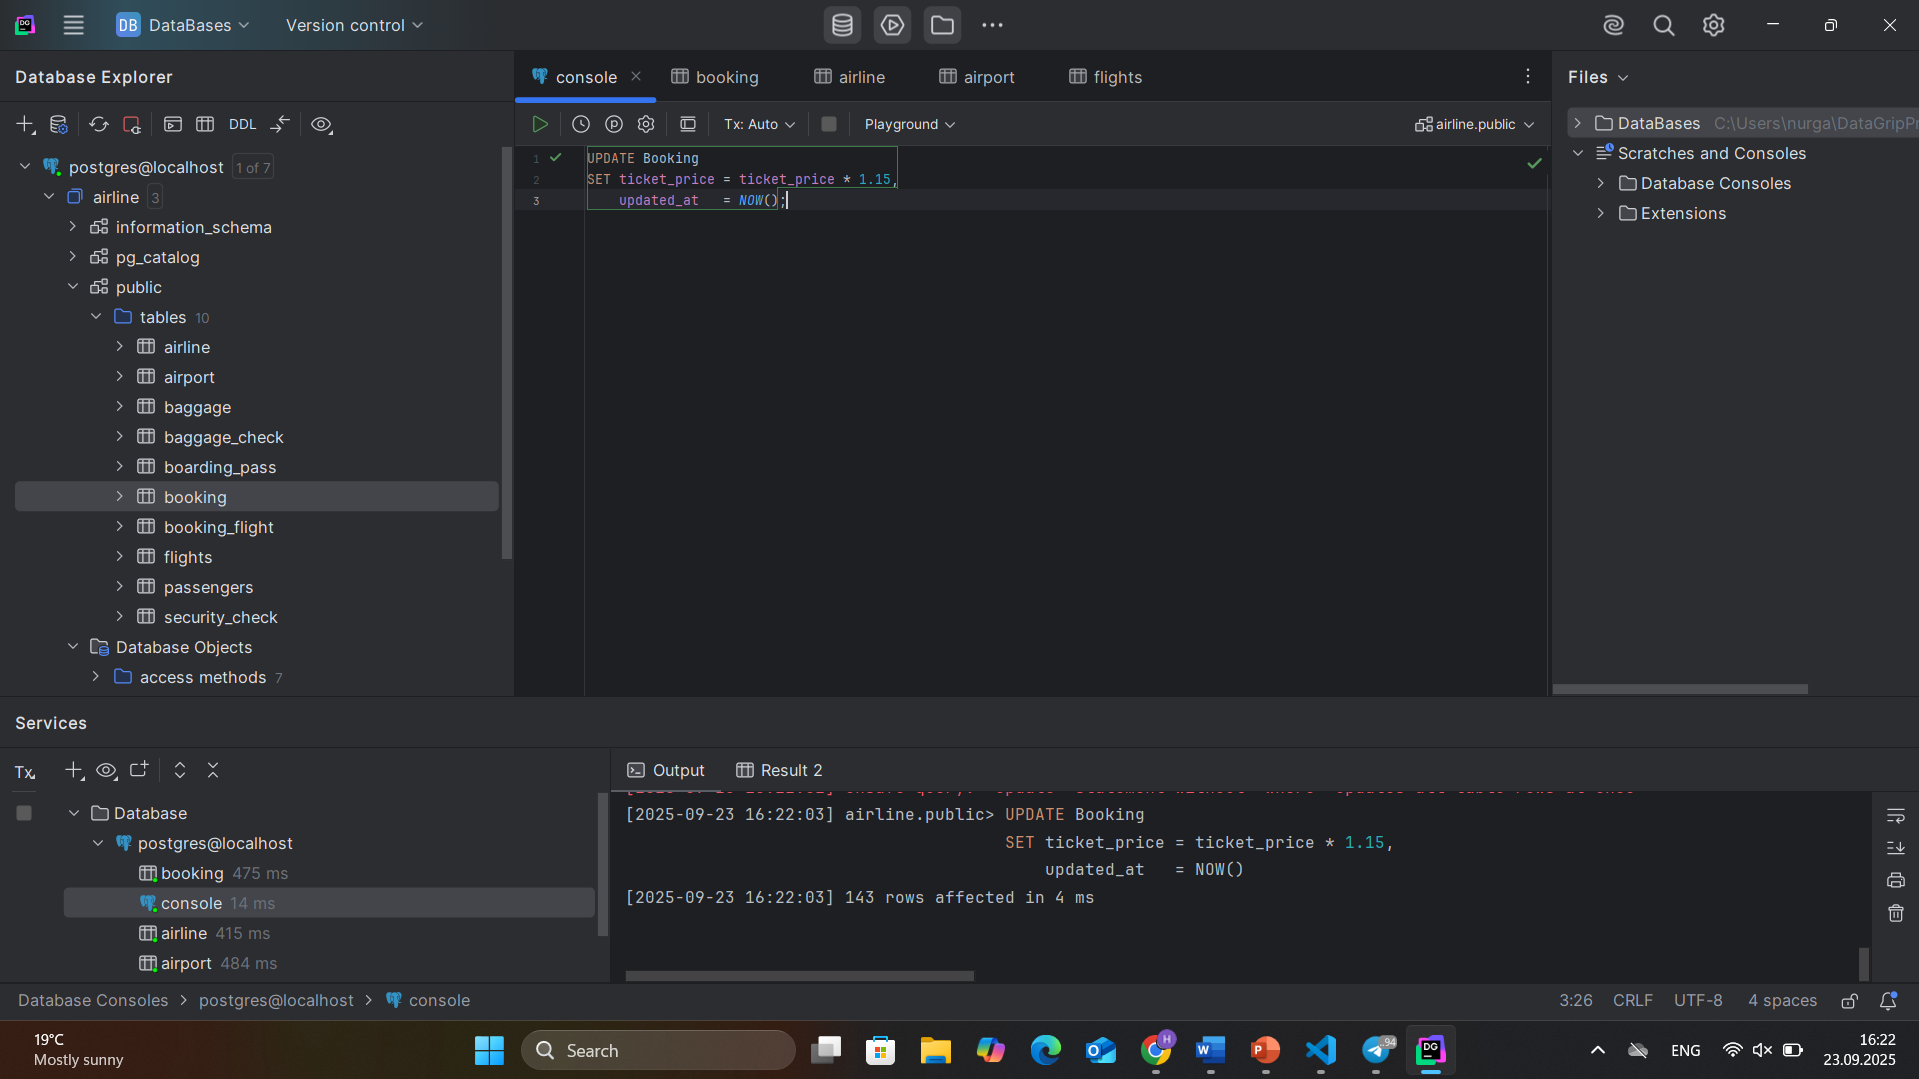 DG
DB DataBases
Version control
Database Explorer
console
booking
airline
airport
flights
Files
DDL
Tx: Auto
Playground
airline.public
postgres@localhost 1 of 7
airline 3
information_schema
pg_catalog
public
tables 10
airline
airport
baggage
baggage_check
boarding_pass
booking
booking_flight
flights
passengers
security_check
Database Objects
access methods 7
1 UPDATE Booking
2 SET ticket_price = ticket_price * 1.15,
3 updated_at = NOW();
DataBases C:\Users\nurga\DataGripPr
Scratches and Consoles
Database Consoles
Extensions
Services
Tx
Database
postgres@localhost
booking 475 ms
console 14 ms
airline 415 ms
airport 484 ms
Output
Result 2
[2025-09-23 16:22:03] airline.public> UPDATE Booking
SET ticket_price = ticket_price * 1.15,
updated_at = NOW()
[2025-09-23 16:22:03] 143 rows affected in 4 ms
Database Consoles > postgres@localhost > console
3:26 CRLF UTF-8 4 spaces
19°C
Mostly sunny
Search
H
94
DG
ENG
16:22
23.09.2025